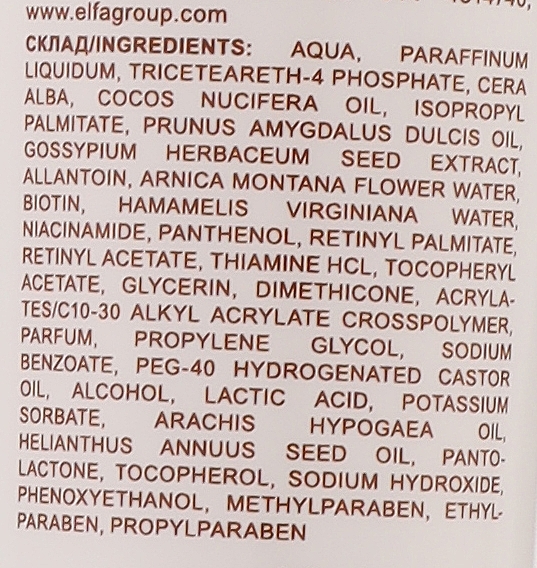 www.elfagroup.com
СКЛАД/INGREDIENTS: AQUA, PARAFFINUM
LIQUIDUM, TRICETEARETH-4 PHOSPHATE, CERA
ALBA, COCOS NUCIFERA OIL, ISOPROPYL
PALMITATE, PRUNUS AMYGDALUS DULCIS OIL,
GOSSYPIUM HERBACEUM SEED EXTRACT,
ALLANTOIN, ARNICA MONTANA FLOWER WATER,
BIOTIN, HAMAMELIS VIRGINIANA WATER,
NIACINAMIDE, PANTHENOL, RETINYL PALMITATE,
RETINYL ACETATE, THIAMINE HCL, TOCOPHERYL
ACETATE, GLYCERIN, DIMETHICONE, ACRYLA-
TES/C10-30 ALKYL ACRYLATE CROSSPOLYMER,
PARFUM, PROPYLENE GLYCOL, SODIUM
BENZOATE, PEG-40 HYDROGENATED CASTOR
OIL, ALCOHOL, LACTIC ACID, POTASSIUM
SORBATE, ARACHIS HYPOGAEA OIL,
HELIANTHUS ANNUUS SEED OIL, PANTO-
LACTONE, TOCOPHEROL, SODIUM HYDROXIDE,
PHENOXYETHANOL, METHYLPARABEN, ETHYL-
PARABEN, PROPYLPARABEN